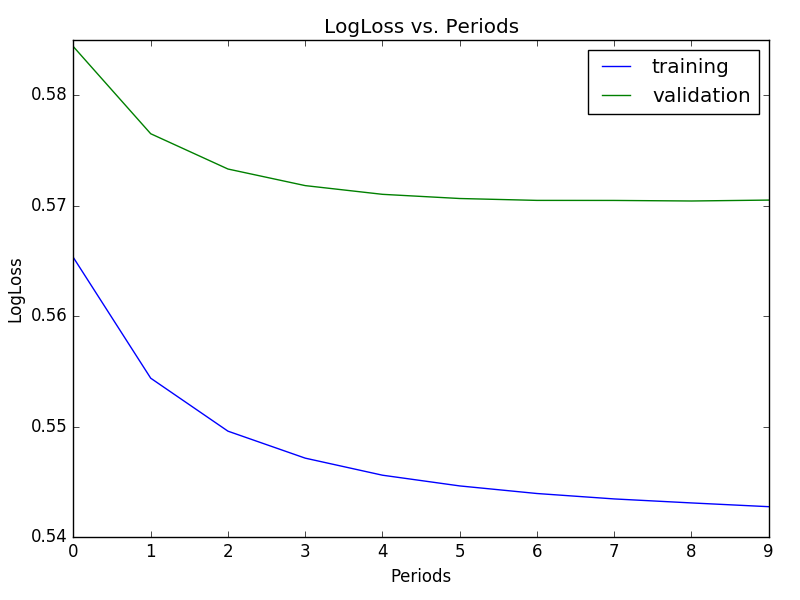 LogLoss vs. Periods
training
validation
LogLoss
0.58
0.57
0.56
0.55
0.54
0 1 2 3 4 5 6 7 8 9
Periods